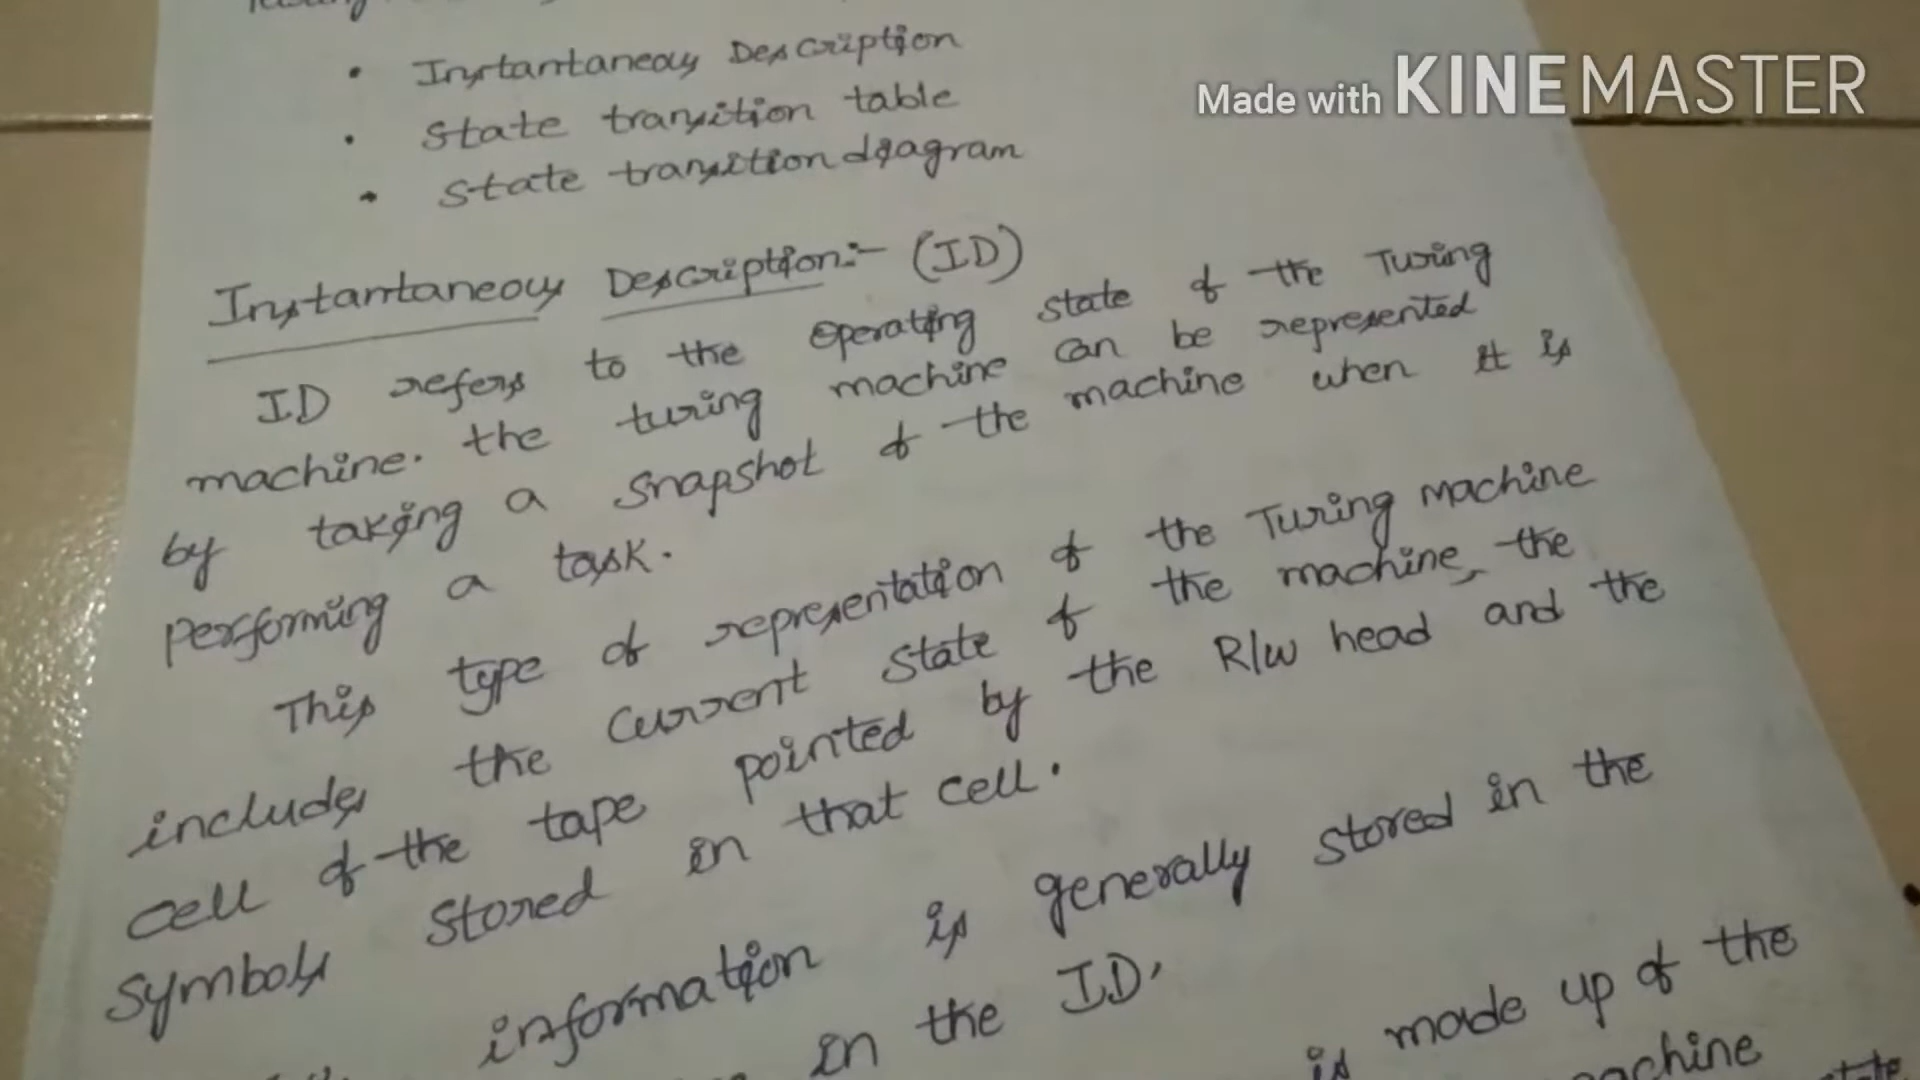 • Instantaneous Description
• State transition table
• State transition diagram
Made with KINEMASTER
Instantaneous Description:- (ID)
ID refers to the operating state of the Turing
machine. the turing machine can be represented
by taking a snapshot of the machine when it is
performing a task.
This type of representation of the Turing Machine
includes the current state of the machine, the
cell of the tape pointed by the R/W head and the
symbols stored in that cell.
information is generally stored in the
in the ID.
is made up of the
machine
state